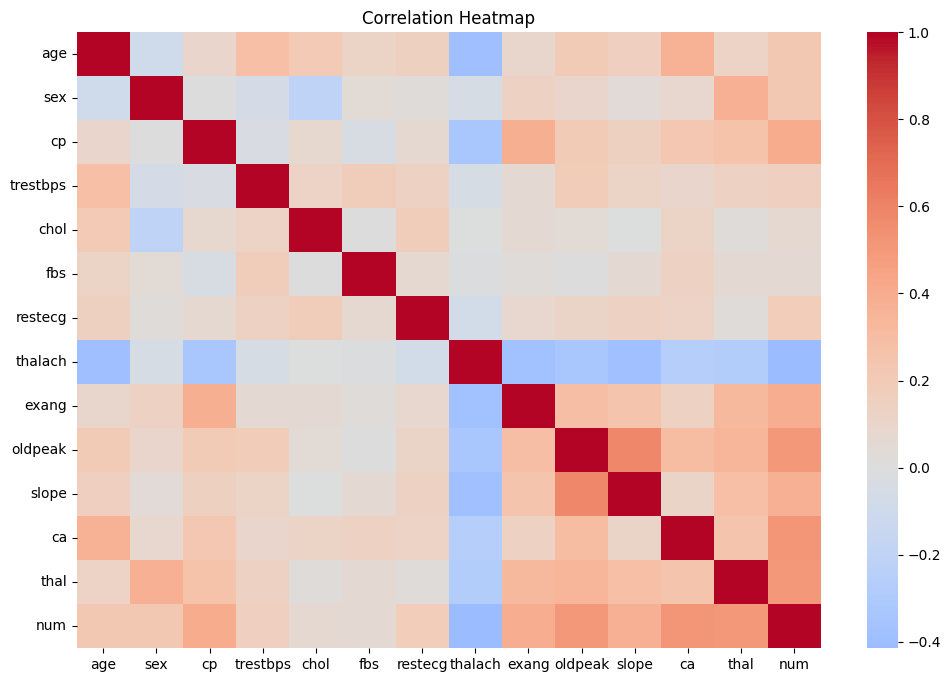 Correlation Heatmap
age
sex
cp
trestbps
chol
fbs
restecg
thalach
exang
oldpeak
slope
ca
thal
num
age sex cp trestbps chol fbs restecg thalach exang oldpeak slope ca thal num
1.0
0.8
0.6
0.4
0.2
0.0
−0.2
−0.4